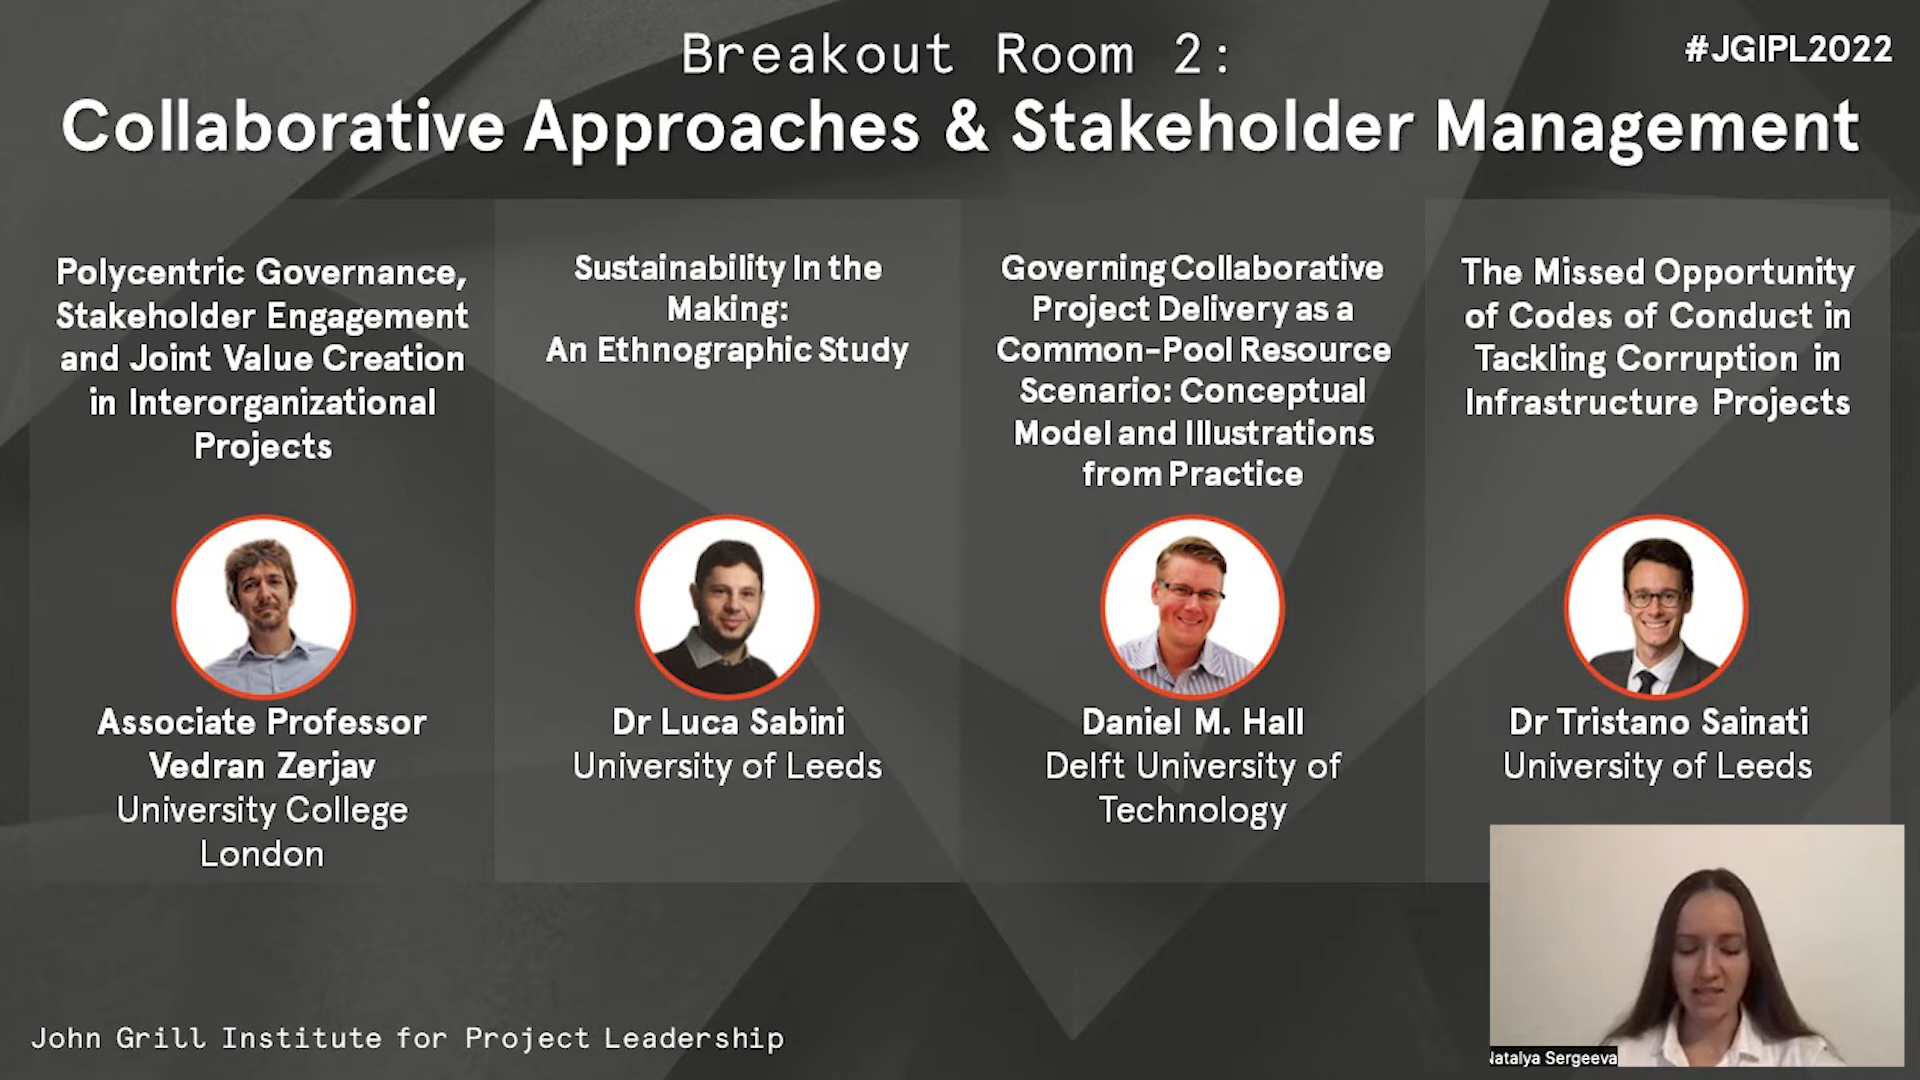 Breakout Room 2:
#JGIPL2022
Collaborative Approaches & Stakeholder Management
Polycentric Governance,
Stakeholder Engagement
and Joint Value Creation
in Interorganizational
Projects
Associate Professor
Vedran Zerjav
University College
London
Sustainability In the
Making:
An Ethnographic Study
Dr Luca Sabini
University of Leeds
Governing Collaborative
Project Delivery as a
Common-Pool Resource
Scenario: Conceptual
Model and Illustrations
from Practice
Daniel M. Hall
Delft University of
Technology
The Missed Opportunity
of Codes of Conduct in
Tackling Corruption in
Infrastructure Projects
Dr Tristano Sainati
University of Leeds
John Grill Institute for Project Leadership
Natalya Sergeeva